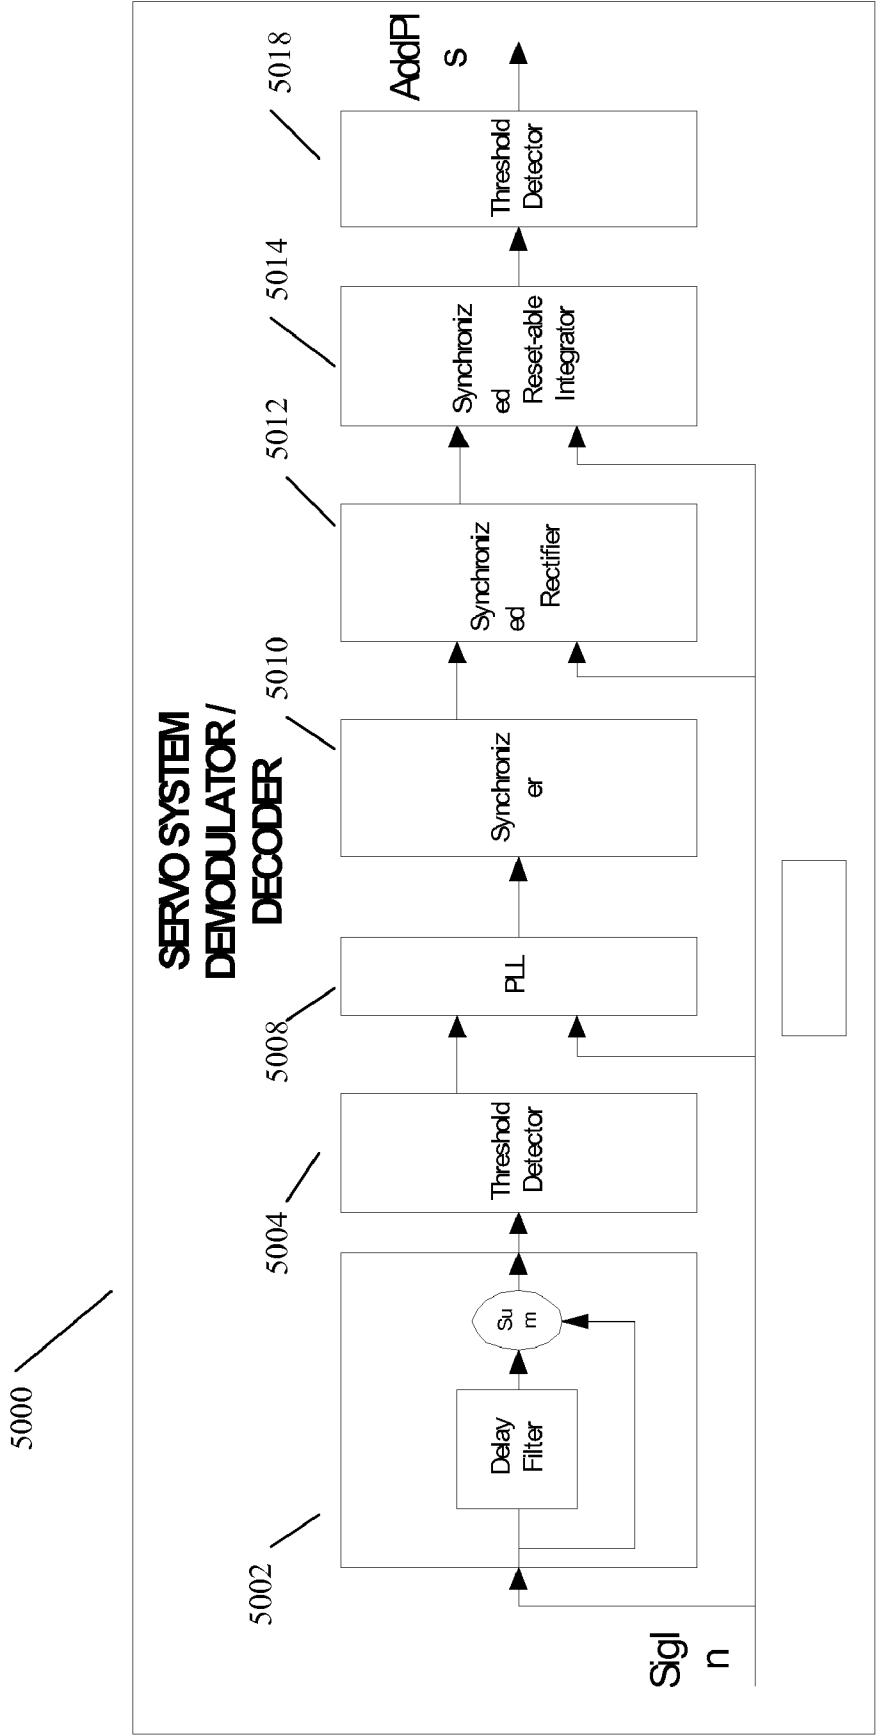 5000
SERVO SYSTEM
DEMODULATOR /
DECODER
5002
5004
5008
5010
5012
5014
5018
SigI
n
Delay
Filter
Su
m
Threshold
Detector
PLL
Synchroniz
er
Synchroniz
ed
Rectifier
Synchroniz
ed
Reset-able
Integrator
Threshold
Detector
AddPl
s